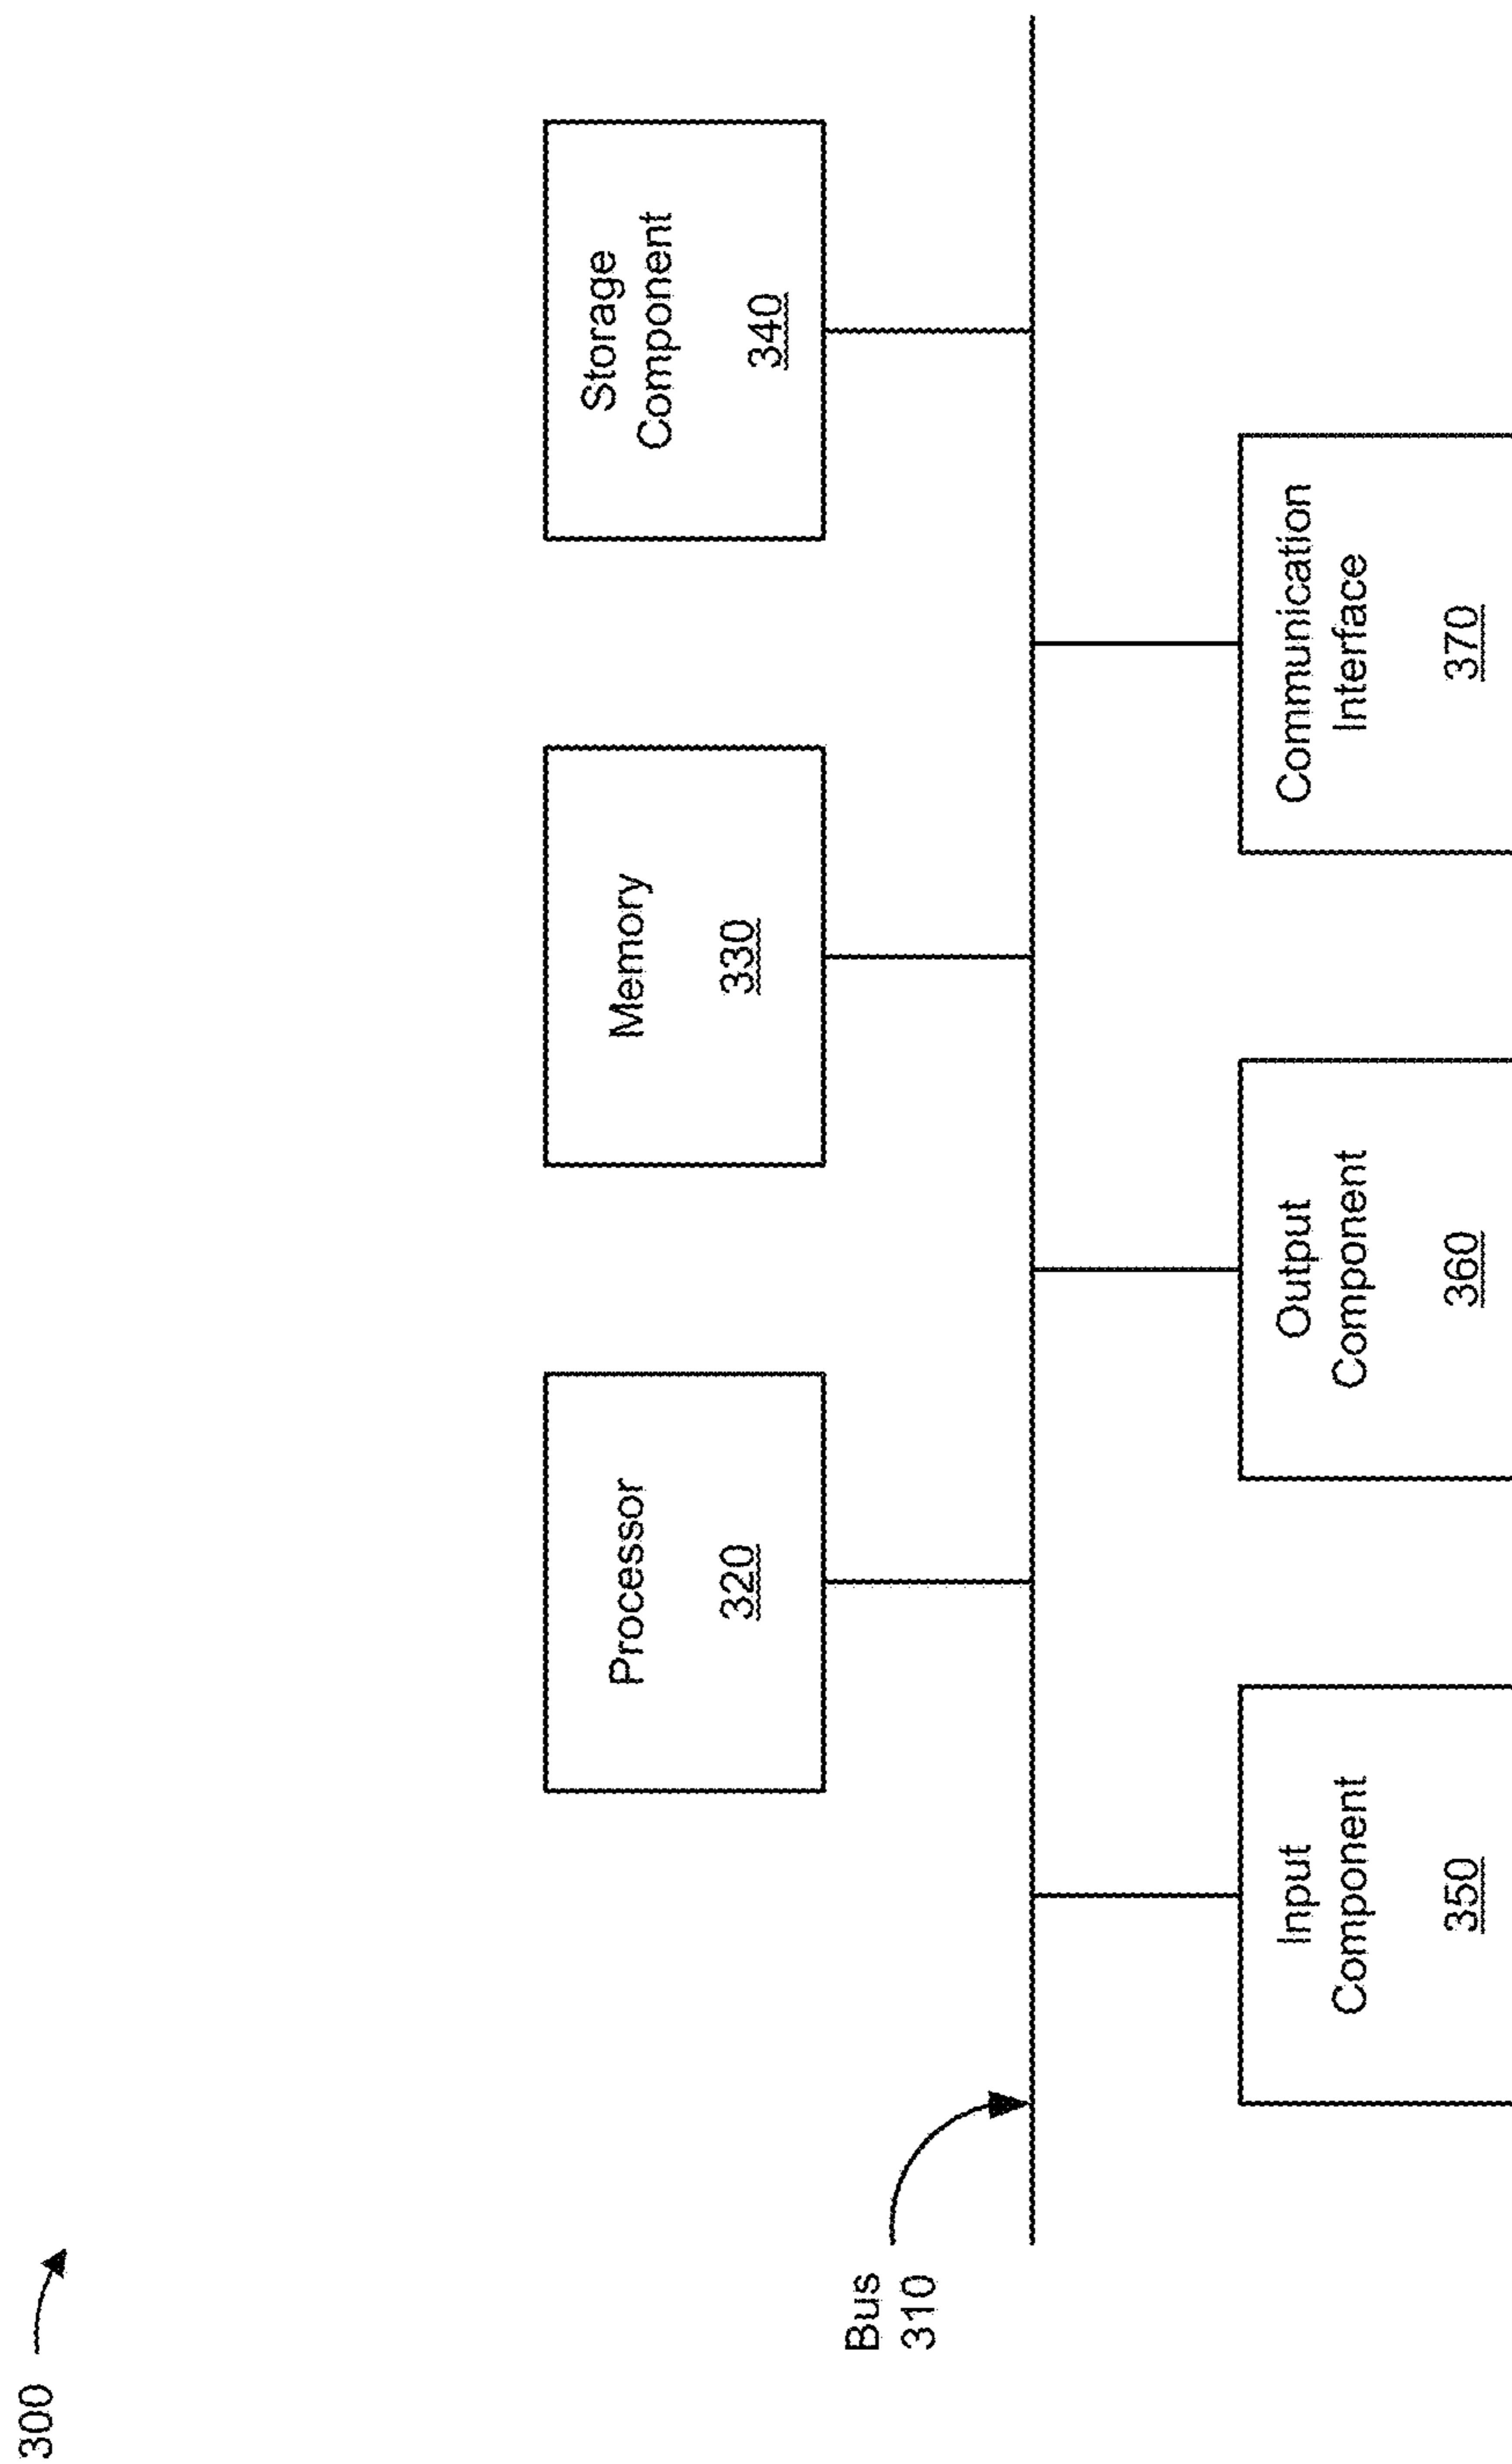 300
Bus
310
Processor
320
Memory
330
Storage
Component
340
Input
Component
350
Output
Component
360
Communication
Interface
370